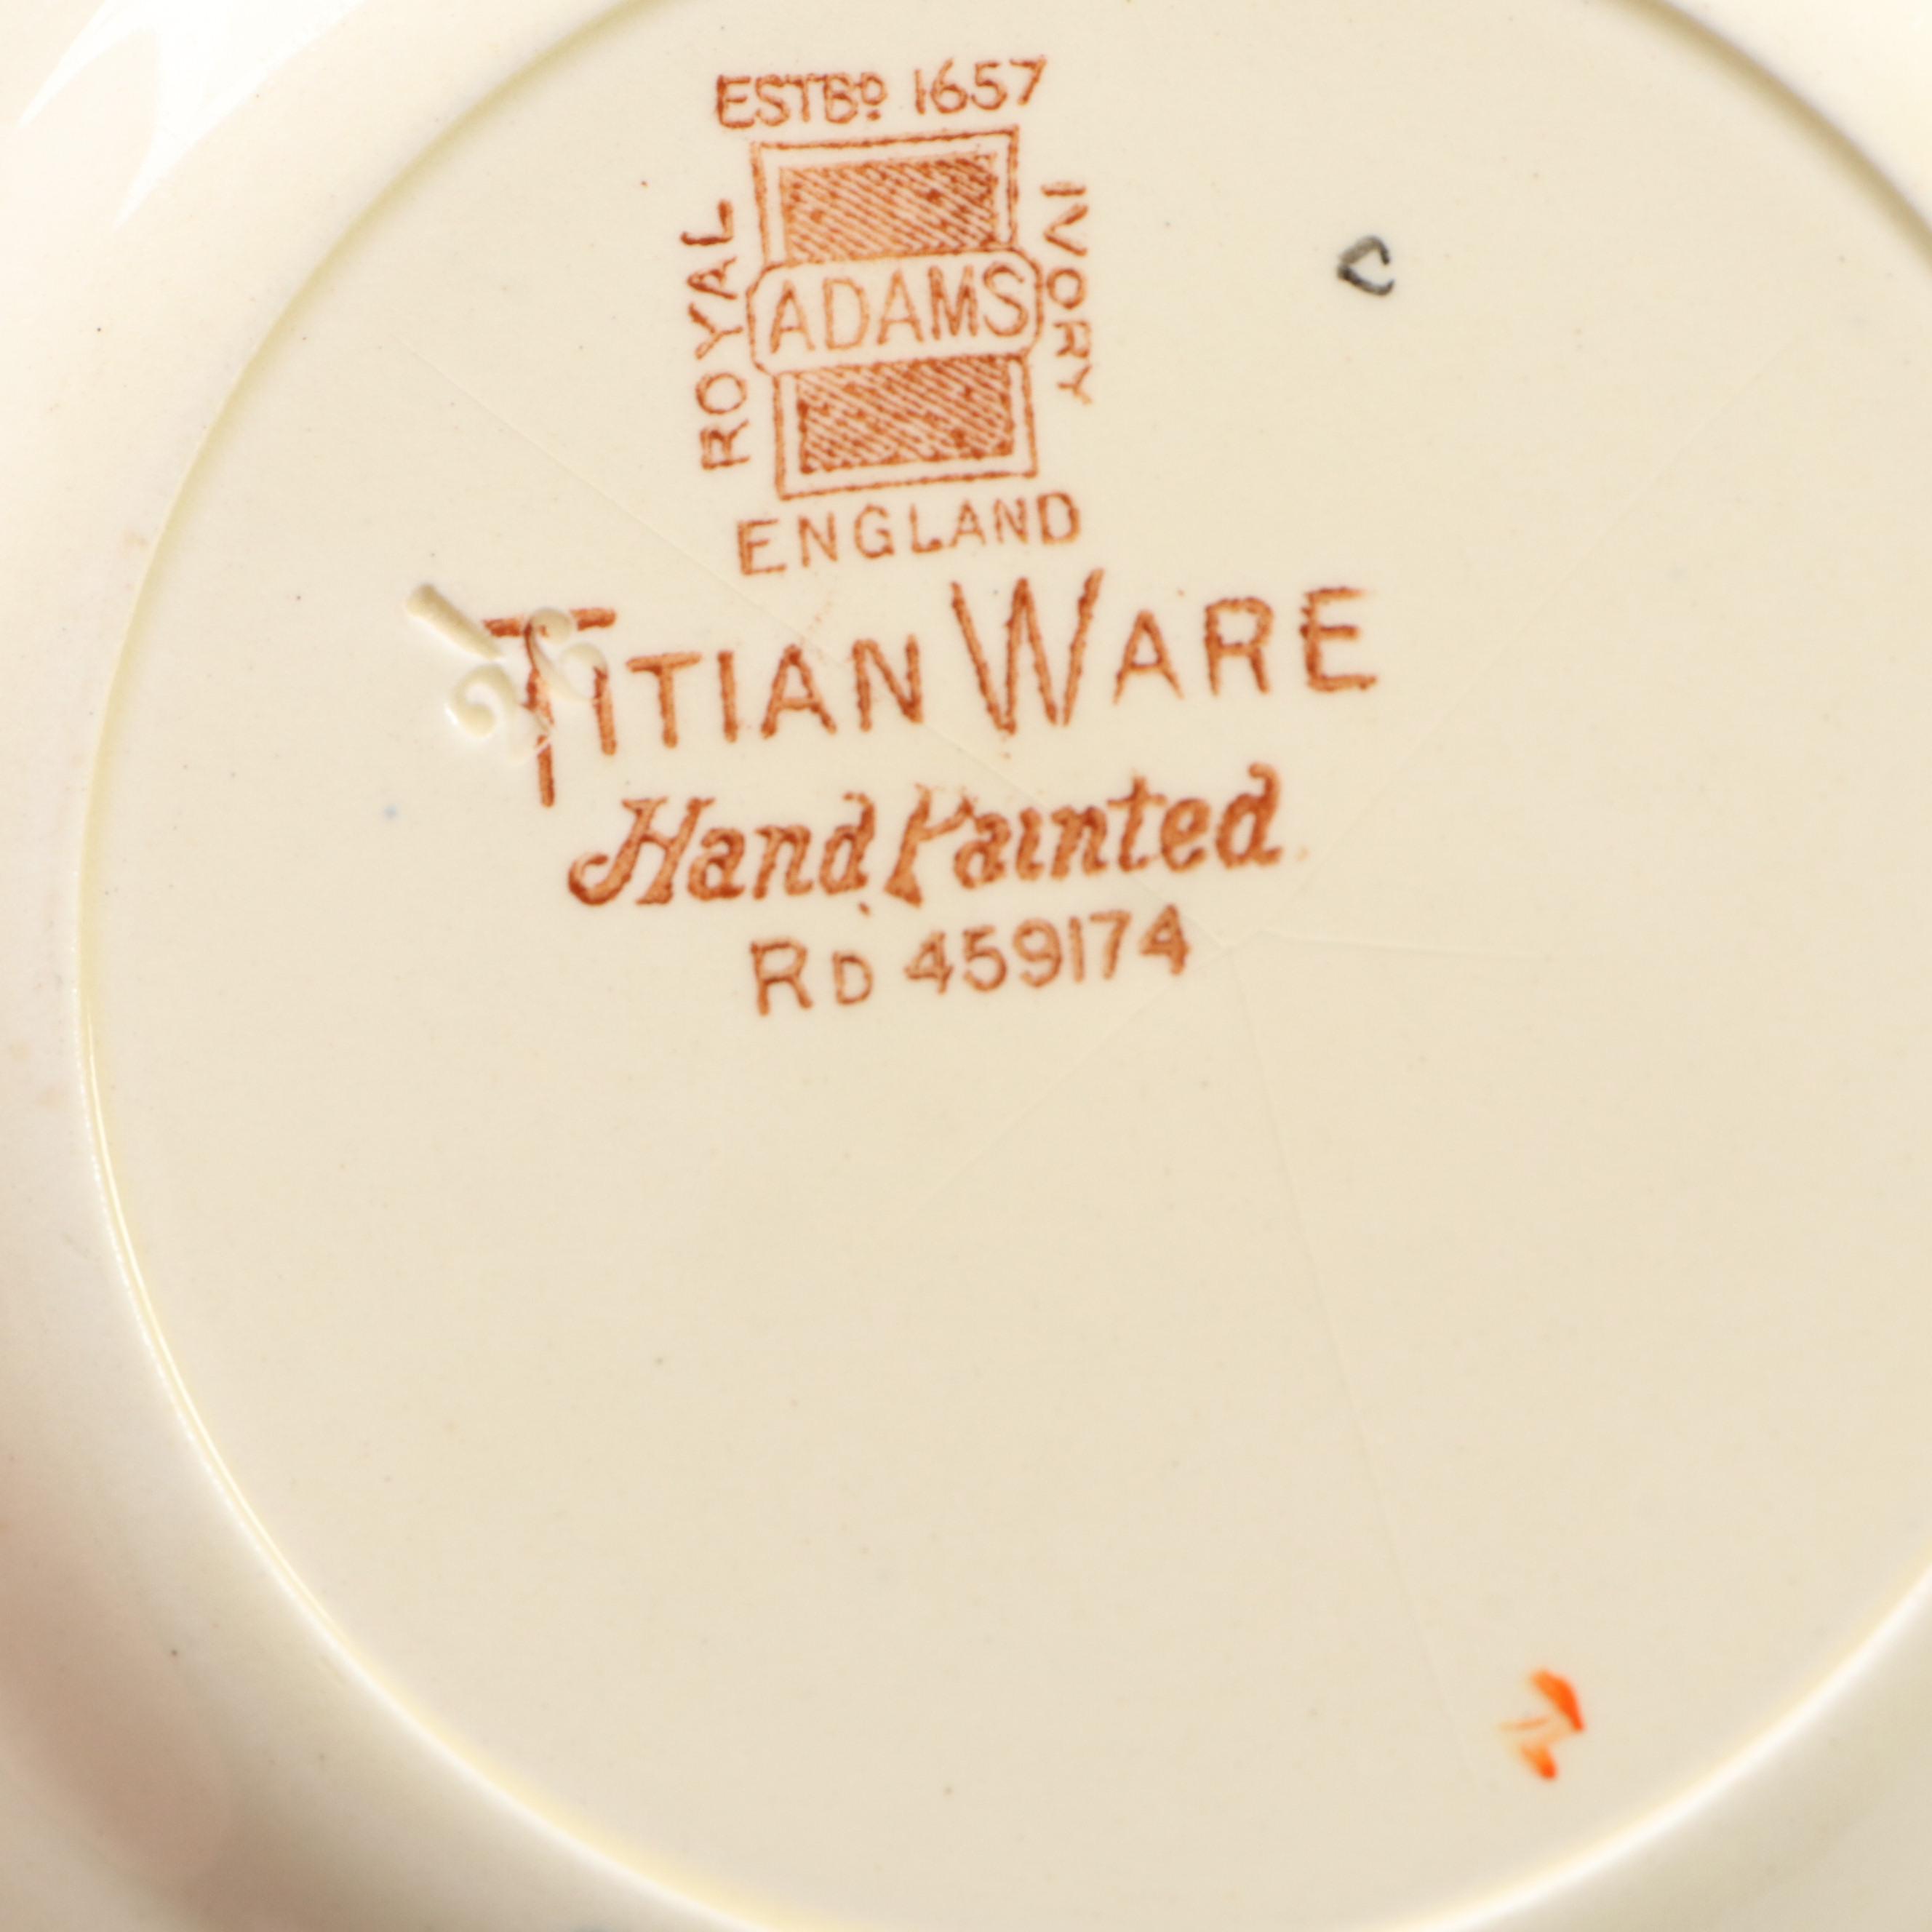 ESTBD 1657
ROYAL
ADAMS
IVORY
ENGLAND
TITIAN WARE
Hand Painted
RD 459174
C